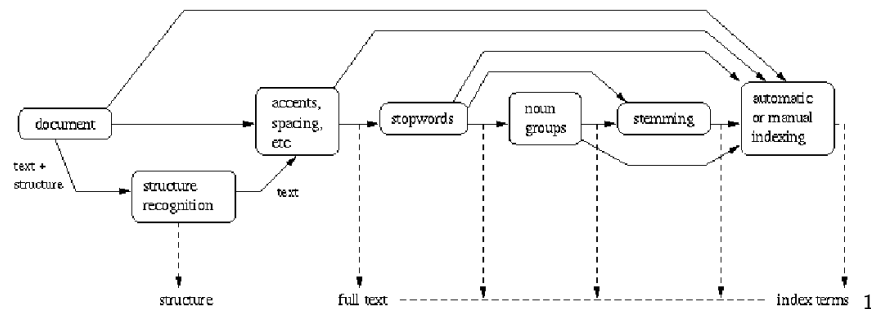 document
text +
structure
structure
recognition
text
accents,
spacing,
etc
stopwords
noun
groups
stemming
automatic
or manual
indexing
structure
full text
index terms
1